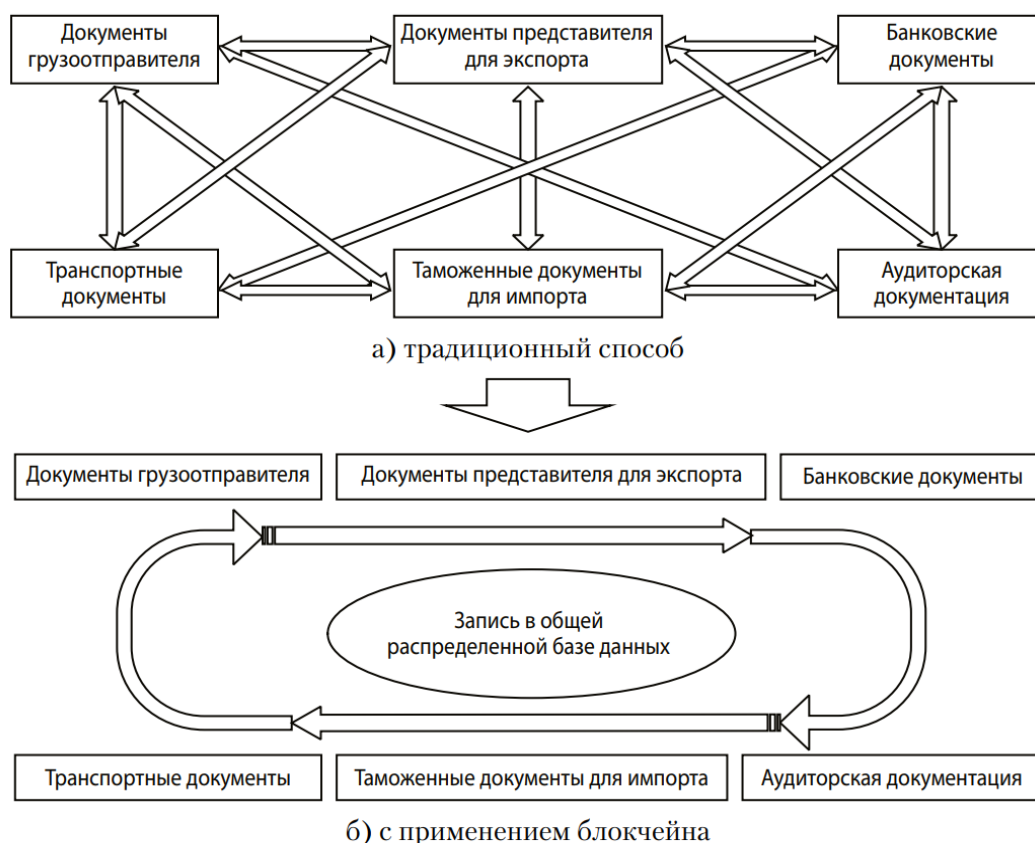 Документы
грузоотправителя
Документы представителя
для экспорта
Банковские
документы
Транспортные
документы
Таможенные документы
для импорта
Аудиторская
документация
а) традиционный способ
Документы грузоотправителя
Документы представителя для экспорта
Банковские документы
Запись в общей
распределенной базе данных
Транспортные документы
Таможенные документы для импорта
Аудиторская документация
б) с применением блокчейна